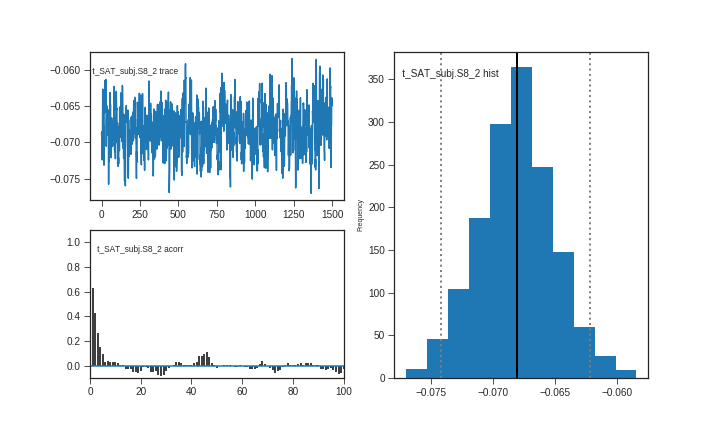 t_SAT_subj.S8_2 trace
−0.060
−0.065
−0.070
−0.075
0 250 500 750 1000 1250 1500
t_SAT_subj.S8_2 acorr
1.0
0.8
0.6
0.4
0.2
0.0
0 20 40 60 80 100
t_SAT_subj.S8_2 hist
Frequency
350
300
250
200
150
100
50
0
−0.075 −0.070 −0.065 −0.060